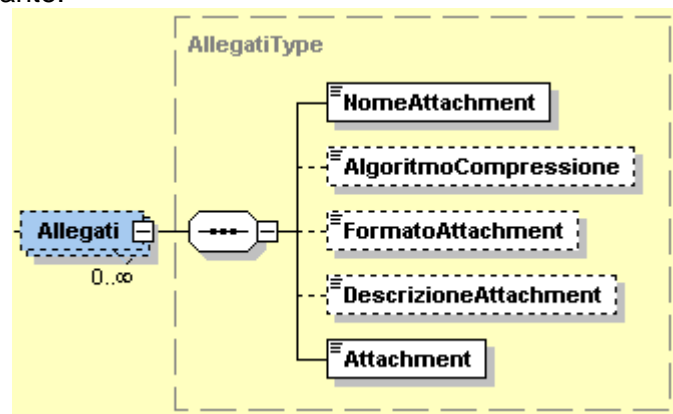 AllegatiType
NomeAttachment
AlgoritmoCompressione
Allegati
FormatoAttachment
0..∞
DescrizioneAttachment
Attachment